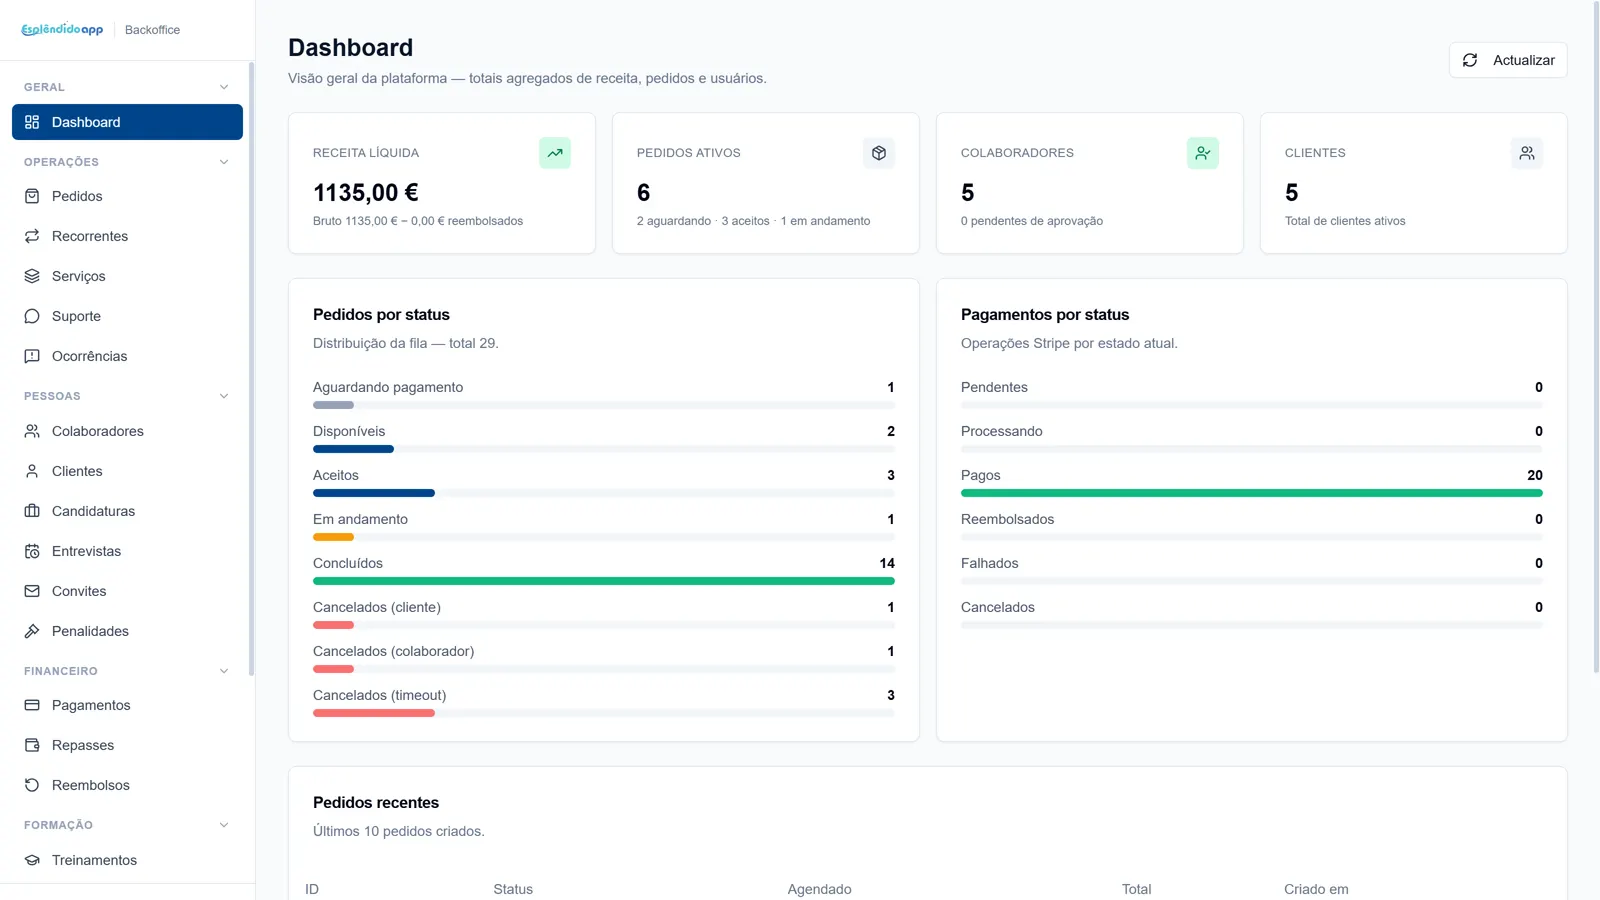 Esplêndidoapp
Backoffice
GERAL
Dashboard
OPERAÇÕES
Pedidos
Recorrentes
Serviços
Suporte
Ocorrências
PESSOAS
Colaboradores
Clientes
Candidaturas
Entrevistas
Convites
Penalidades
FINANCEIRO
Pagamentos
Repasses
Reembolsos
FORMAÇÃO
Treinamentos
Dashboard
Visão geral da plataforma — totais agregados de receita, pedidos e usuários.
Actualizar
RECEITA LÍQUIDA
1135,00 €
Bruto 1135,00 € − 0,00 € reembolsados
PEDIDOS ATIVOS
6
2 aguardando · 3 aceitos · 1 em andamento
COLABORADORES
5
0 pendentes de aprovação
CLIENTES
5
Total de clientes ativos
Pedidos por status
Distribuição da fila — total 29.
Aguardando pagamento 1
Disponíveis 2
Aceitos 3
Em andamento 1
Concluídos 14
Cancelados (cliente) 1
Cancelados (colaborador) 1
Cancelados (timeout) 3
Pagamentos por status
Operações Stripe por estado atual.
Pendentes 0
Processando 0
Pagos 20
Reembolsados 0
Falhados 0
Cancelados 0
Pedidos recentes
Últimos 10 pedidos criados.
ID Status Agendado Total Criado em